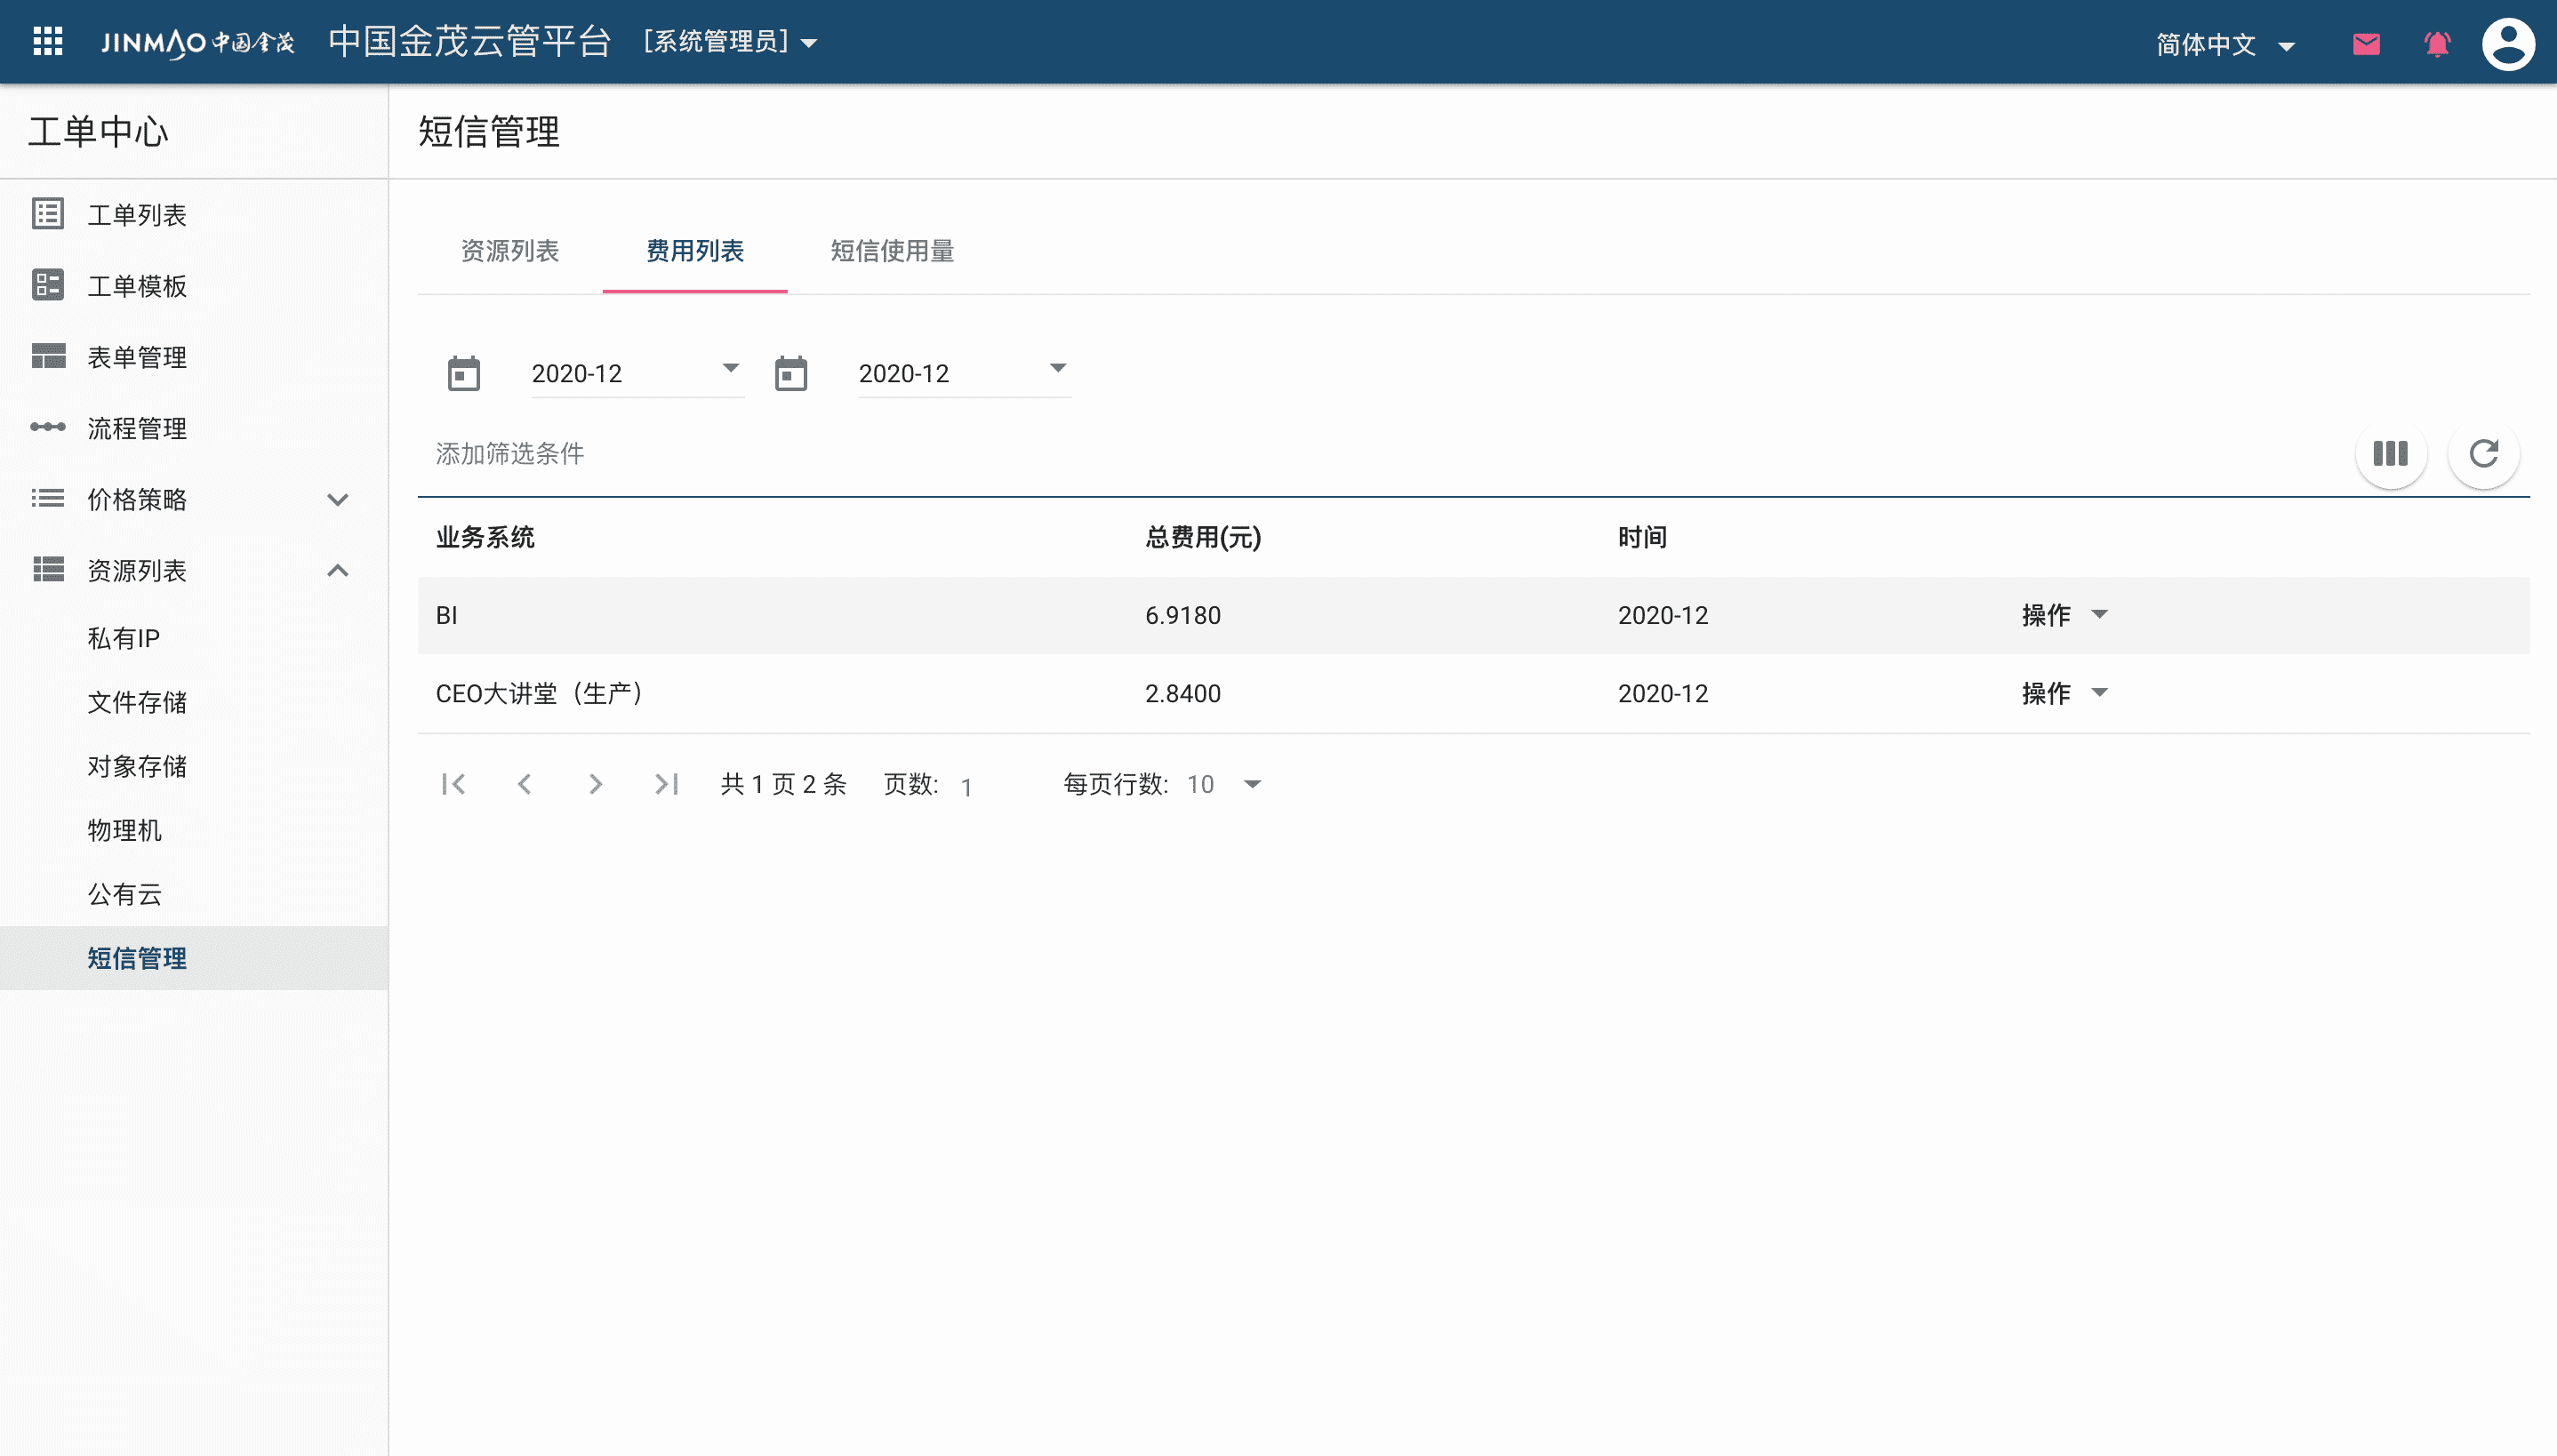 JINMAO 中国金茂 中国金茂云管平台 [系统管理员] 简体中文
工单中心
短信管理
工单列表
工单模板
表单管理
流程管理
价格策略
资源列表
私有IP
文件存储
对象存储
物理机
公有云
短信管理
资源列表 费用列表 短信使用量
2020-12 2020-12
添加筛选条件
业务系统 总费用(元) 时间
BI 6.9180 2020-12 操作
CEO大讲堂（生产） 2.8400 2020-12 操作
共 1 页 2 条 页数: 1 每页行数: 10